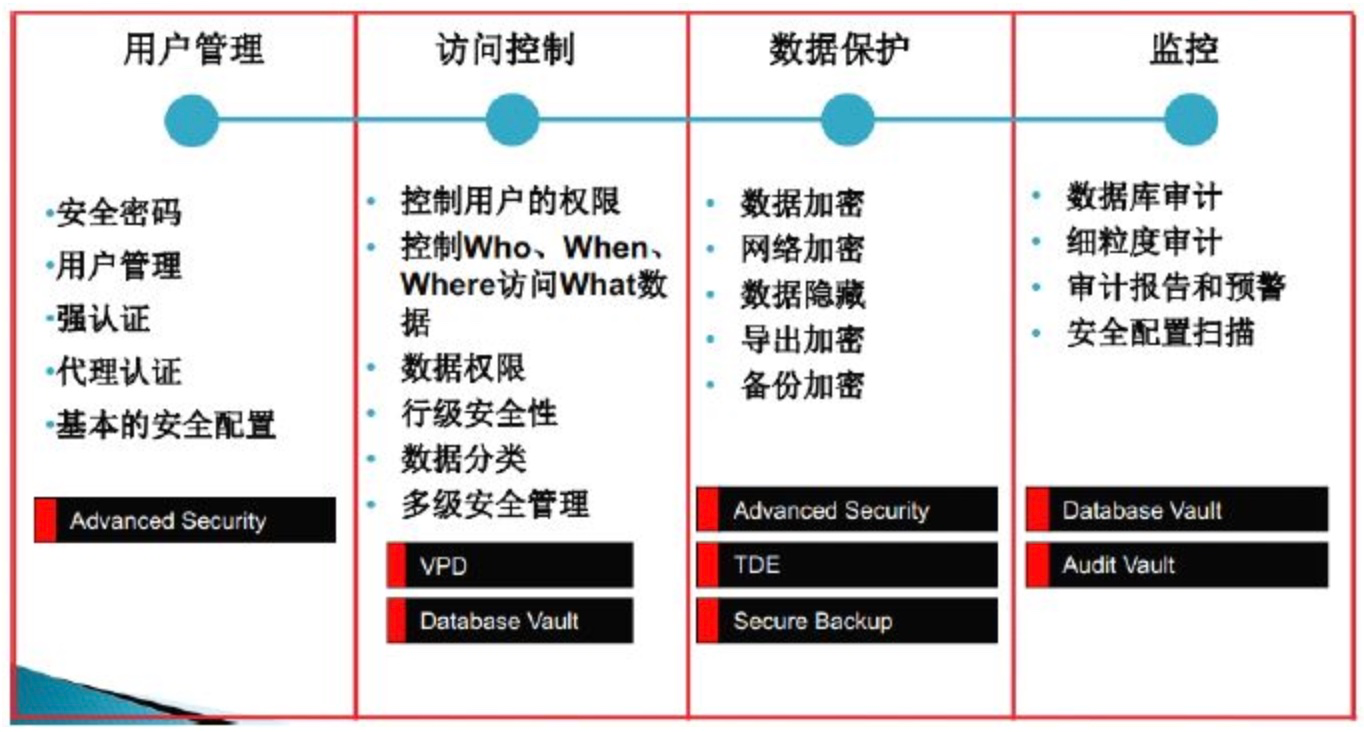 用户管理
•安全密码
•用户管理
•强认证
•代理认证
•基本的安全配置
Advanced Security
访问控制
• 控制用户的权限
• 控制Who、When、
Where访问What数
据
• 数据权限
• 行级安全性
• 数据分类
• 多级安全管理
VPD
Database Vault
数据保护
• 数据加密
• 网络加密
• 数据隐藏
• 导出加密
• 备份加密
Advanced Security
TDE
Secure Backup
监控
• 数据库审计
• 细粒度审计
• 审计报告和预警
• 安全配置扫描
Database Vault
Audit Vault